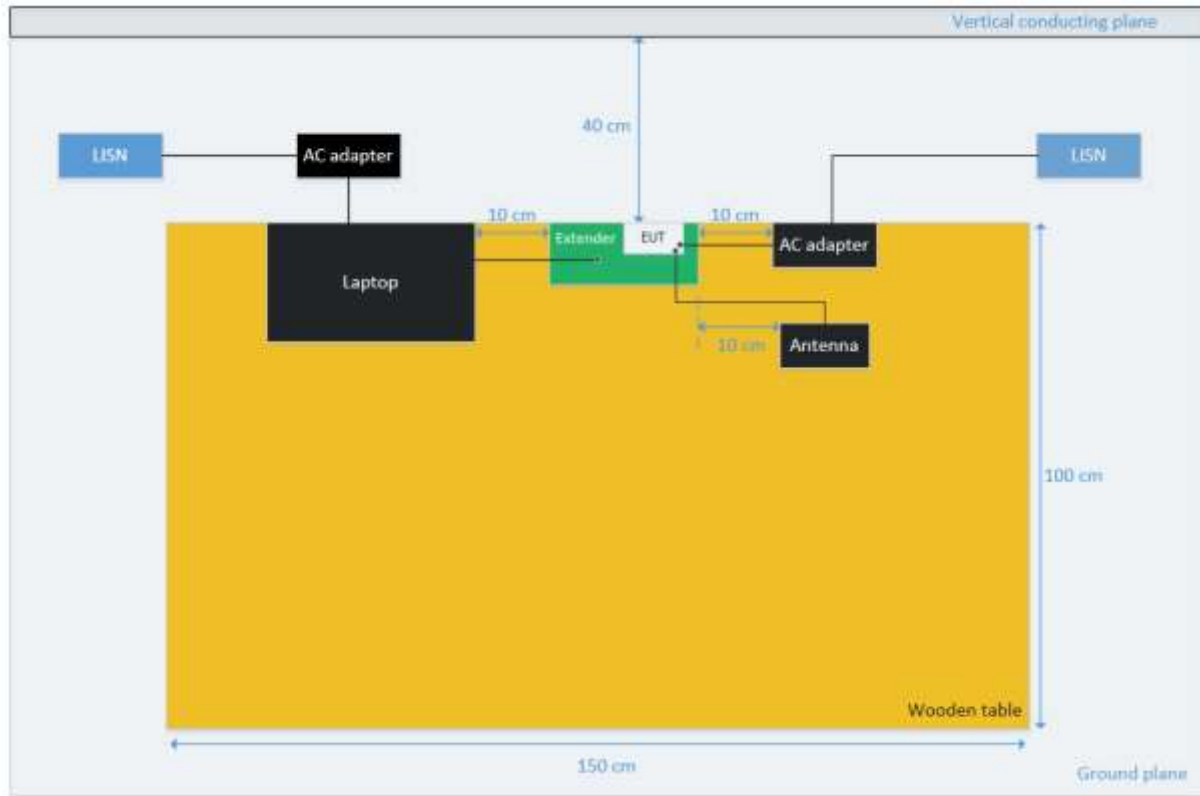 Vertical conducting plane
40 cm
LISN
AC adapter
LISN
10 cm
10 cm
Extender
EUT
AC adapter
Laptop
10 cm
Antenna
100 cm
Wooden table
150 cm
Ground plane